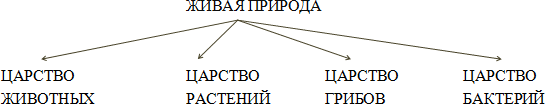 ЖИВАЯ ПРИРОДА
ЦАРСТВО ЖИВОТНЫХ
ЦАРСТВО РАСТЕНИЙ
ЦАРСТВО ГРИБОВ
ЦАРСТВО БАКТЕРИЙ